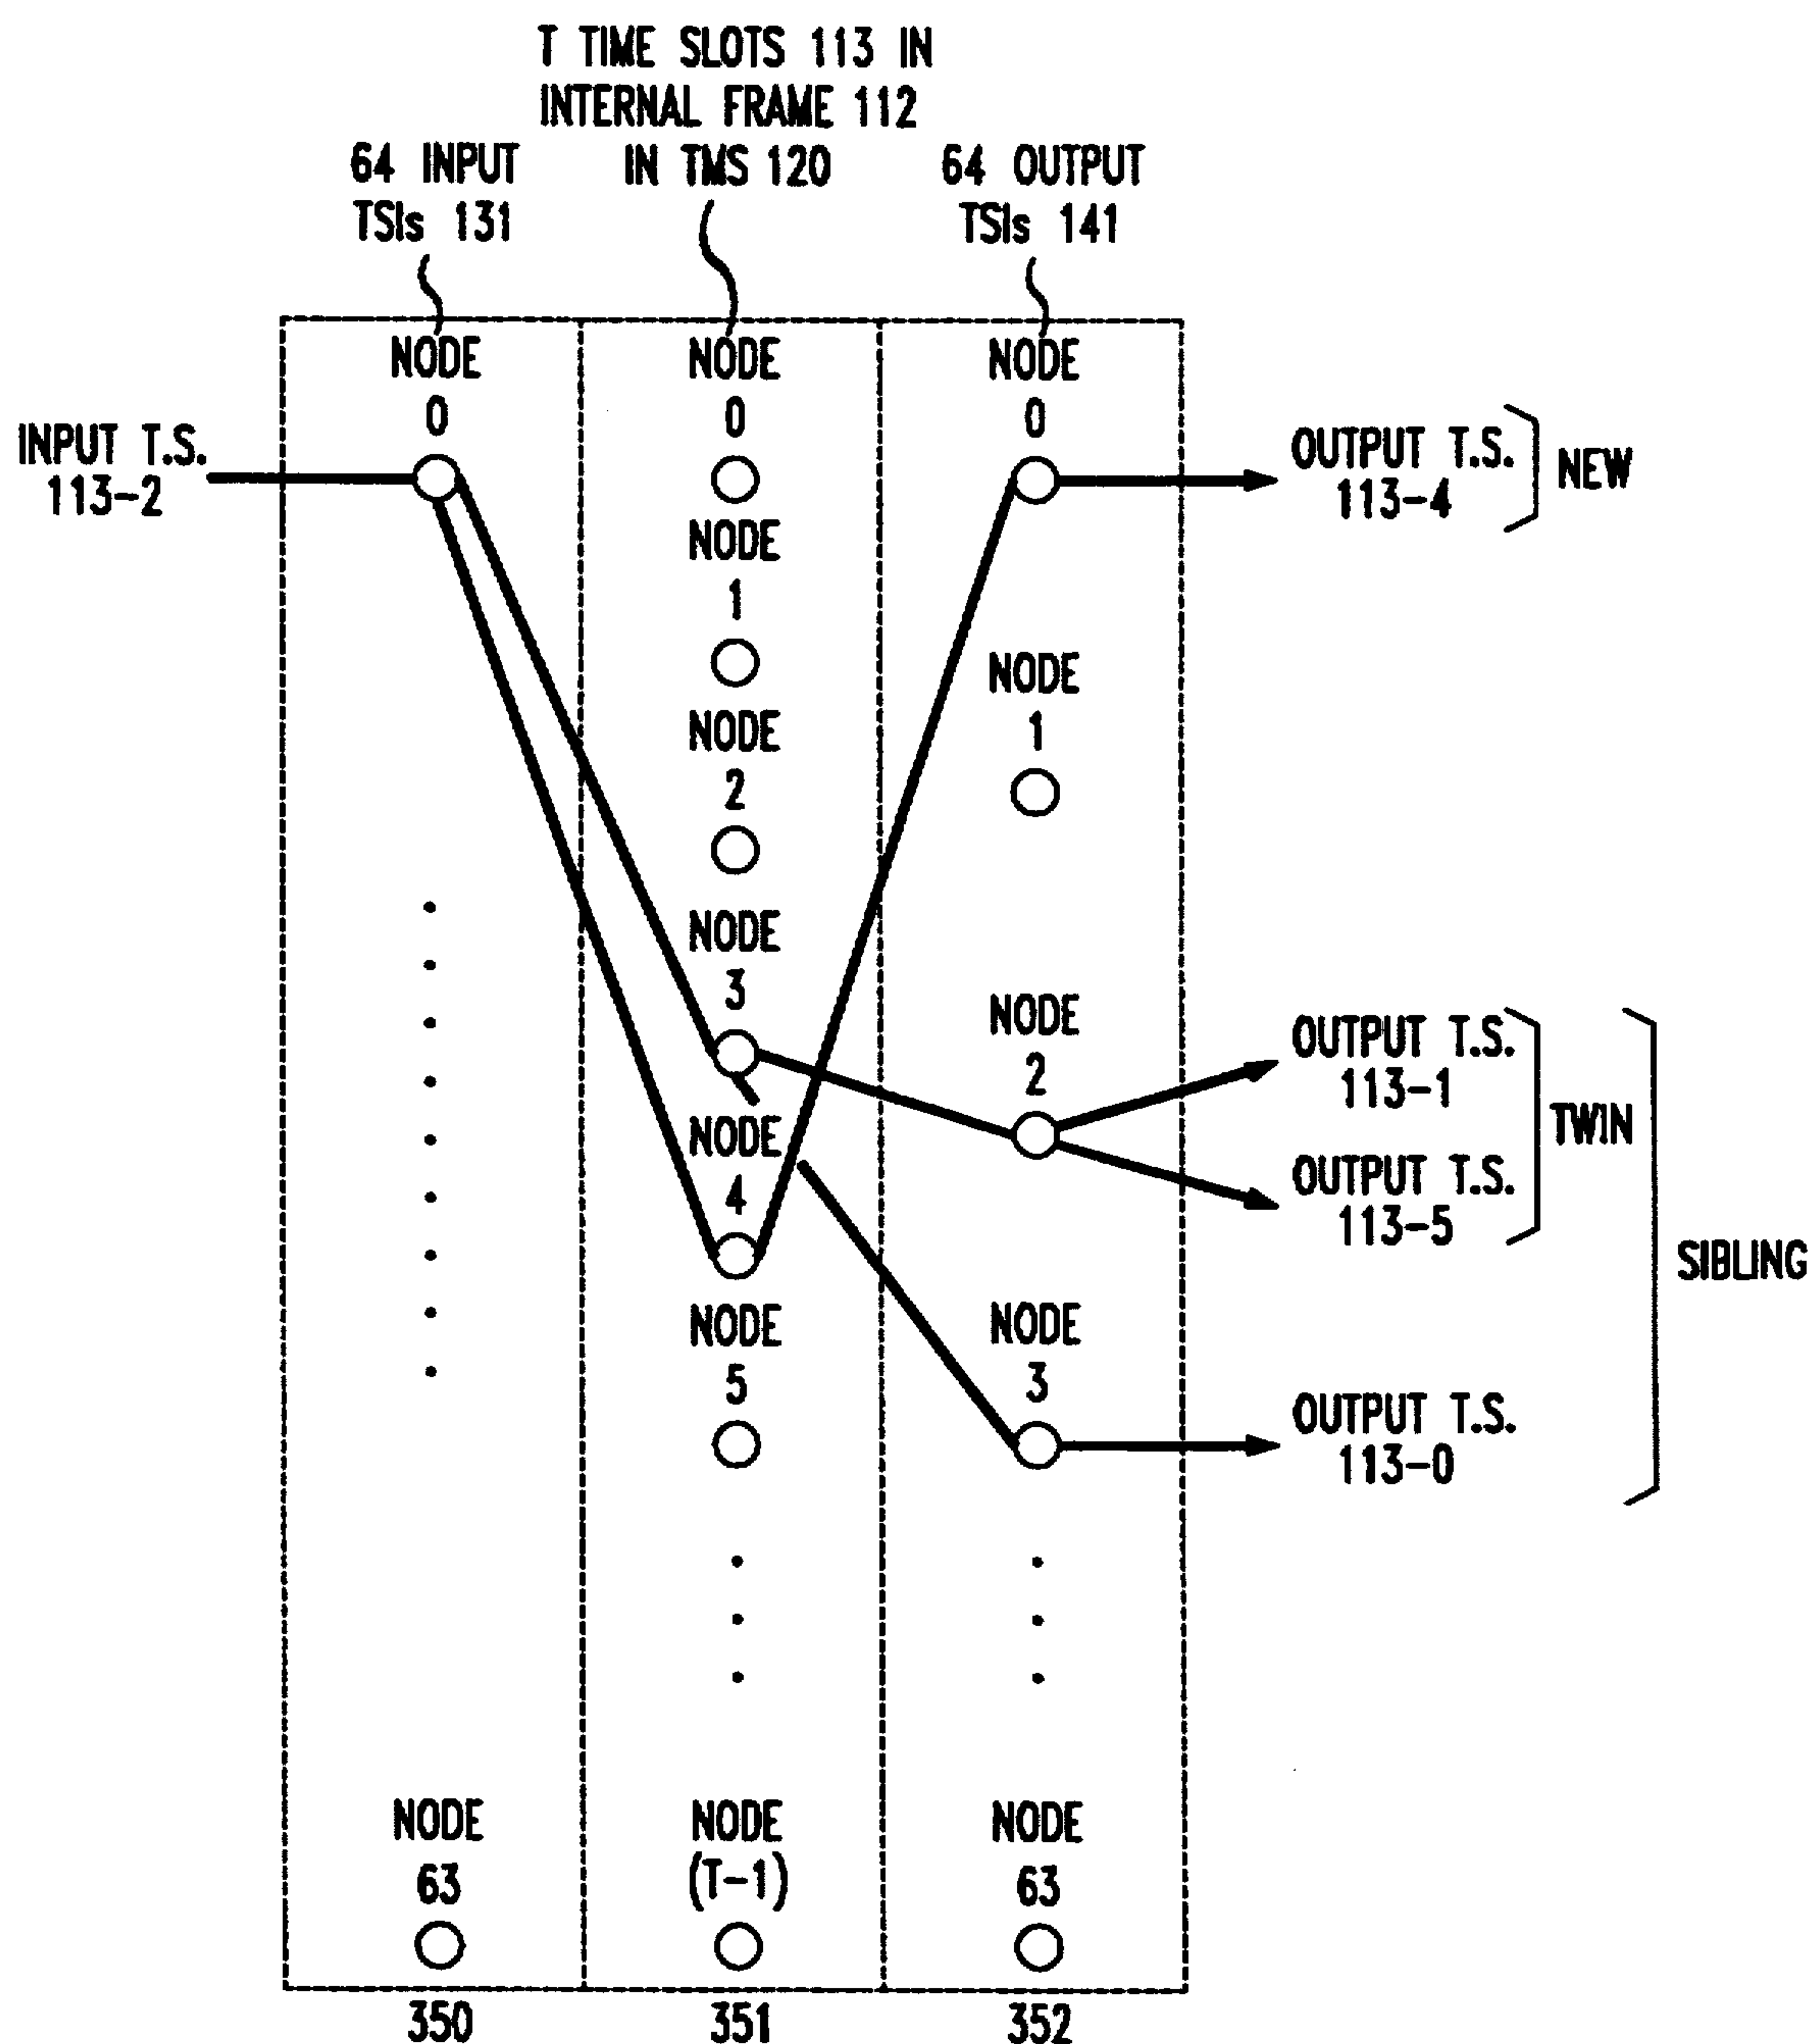 T TIME SLOTS 113 IN
INTERNAL FRAME 112
IN TMS 120
64 INPUT
TSIs 131
64 OUTPUT
TSIs 141
INPUT T.S.
113-2
NODE
0
NODE
63
350
NODE
0
NODE
1
NODE
2
NODE
3
NODE
4
NODE
5
NODE
(T-1)
351
NODE
0
NODE
1
NODE
2
NODE
3
NODE
63
352
OUTPUT T.S.
113-4
NEW
OUTPUT T.S.
113-1
OUTPUT T.S.
113-5
TWIN
OUTPUT T.S.
113-0
SIBLING